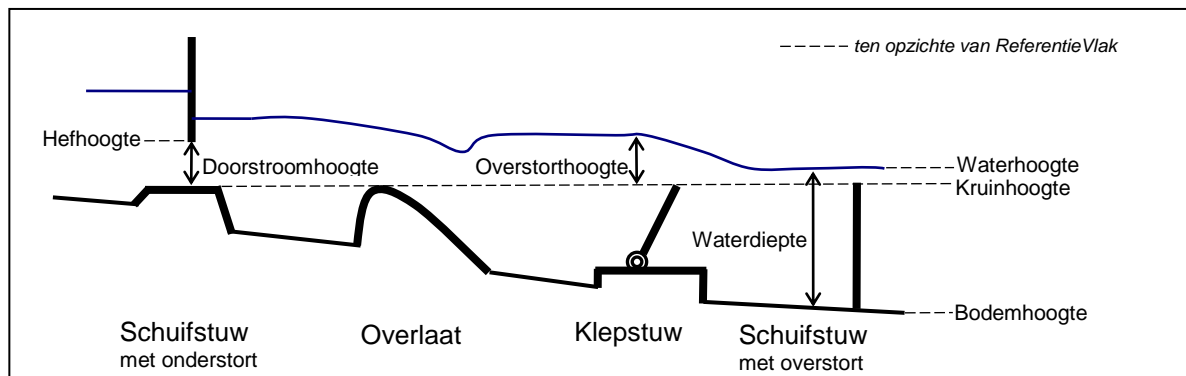 ten opzichte van ReferentieVlak
Hefhoogte
Doorstroomhoogte
Overstorthoogte
Waterhoogte
Kruinhoogte
Waterdiepte
Bodemhoogte
Schuifstuw
met onderstort
Overlaat
Klepstuw
Schuifstuw
met overstort